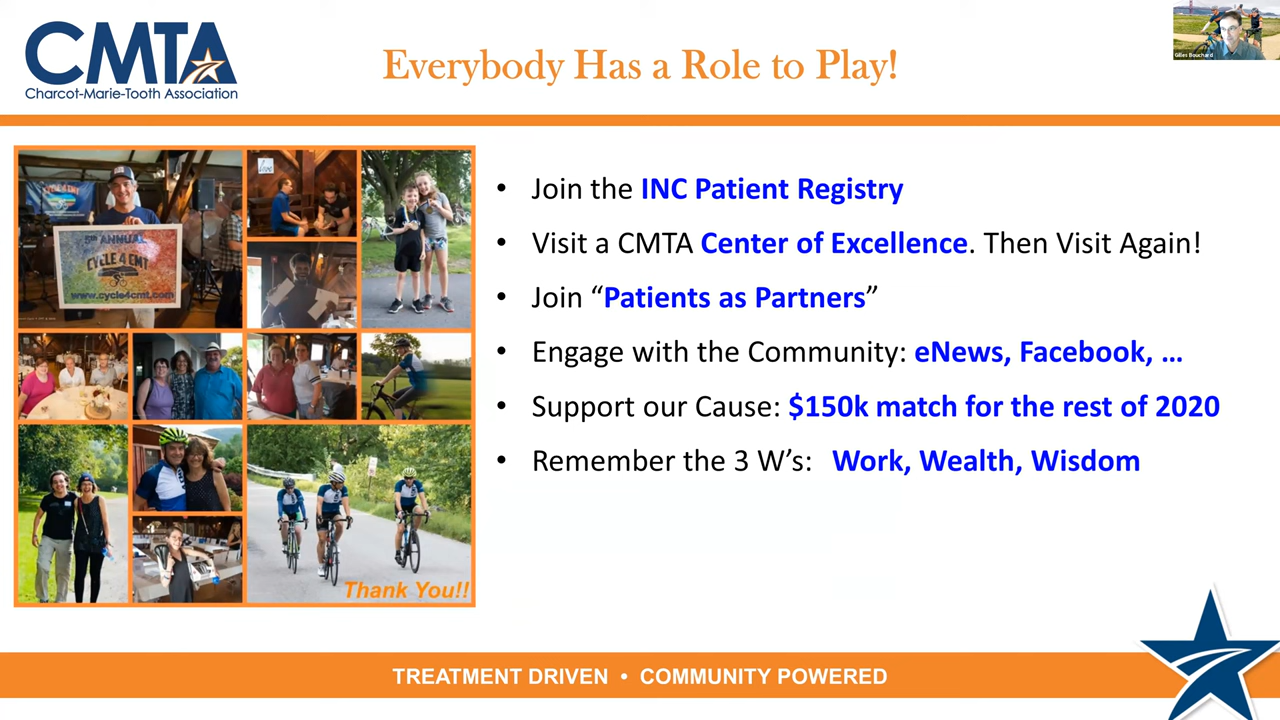 CMTA
Charcot-Marie-Tooth Association
Everybody Has a Role to Play!
Gilles Bouchard
CYCLE 4 CMT
5th ANNUAL
CYCLE 4 CMT
www.cycle4cmt.com
Thank You!!
• Join the INC Patient Registry
• Visit a CMTA Center of Excellence. Then Visit Again!
• Join “Patients as Partners”
• Engage with the Community: eNews, Facebook, ...
• Support our Cause: $150k match for the rest of 2020
• Remember the 3 W’s: Work, Wealth, Wisdom
TREATMENT DRIVEN • COMMUNITY POWERED